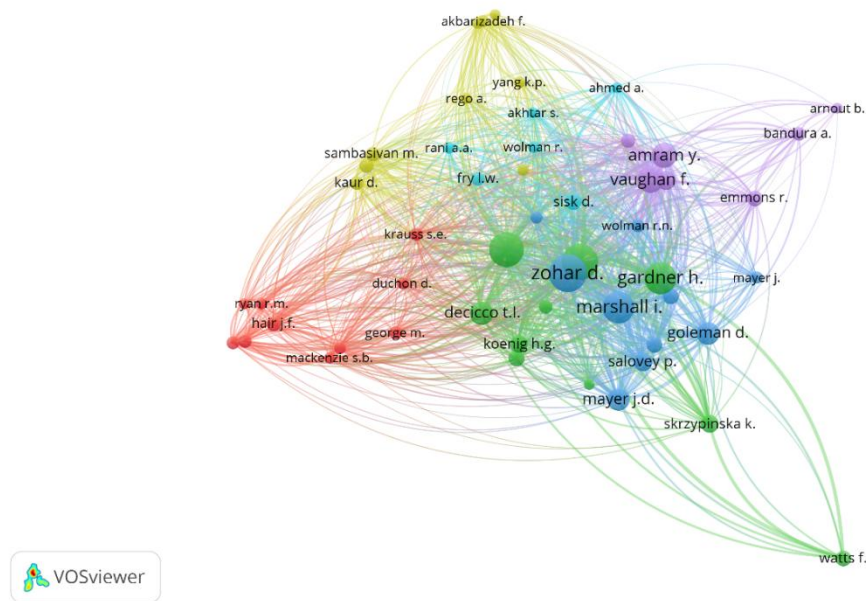 akbarizadeh f.
yang k.p.
ahmed a.
rego a.
arnout b.
akhtar s.
bandura a.
rani a.a.
wolman r.
sambasivan m.
amram y.
kaur d.
fry l.w.
vaughan f.
emmons r.
sisk d.
krauss s.e.
wolman r.n.
zohar d.
gardner h.
mayer j.
duchon d.
ryan r.m.
decicco t.l.
marshall i.
hair j.f.
george m.
goleman d.
koenig h.g.
mackenzie s.b.
salovey p.
mayer j.d.
skrzypinska k.
watts f.
VOSviewer